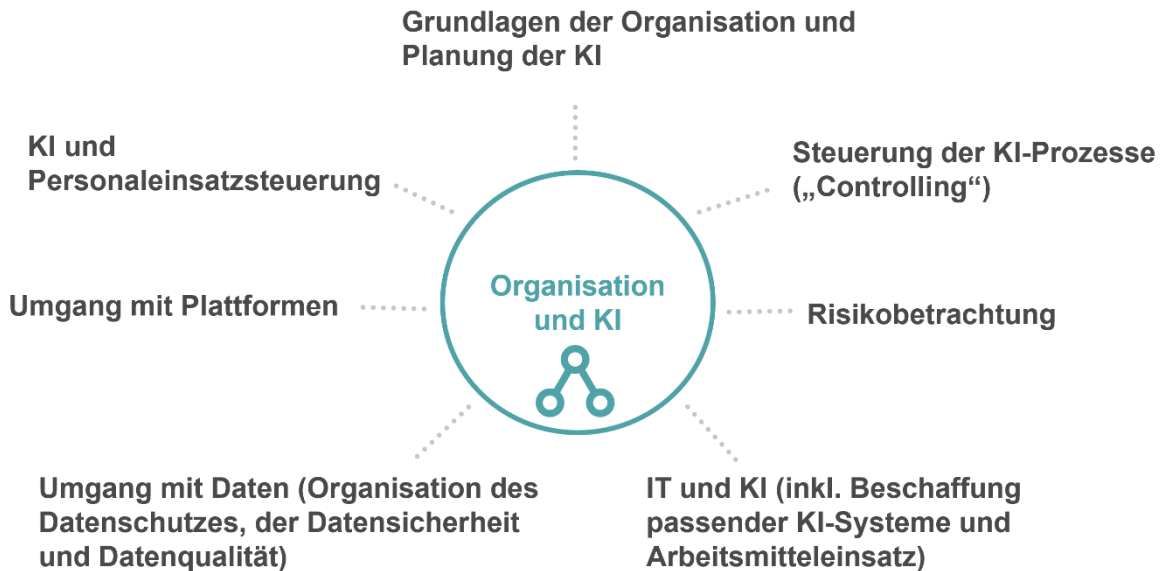 Grundlagen der Organisation und
Planung der KI
KI und
Personaleinsatzsteuerung
Steuerung der KI-Prozesse
(„Controlling“)
Organisation
und KI
Umgang mit Plattformen
Risikobetrachtung
Umgang mit Daten (Organisation des
Datenschutzes, der Datensicherheit
und Datenqualität)
IT und KI (inkl. Beschaffung
passender KI-Systeme und
Arbeitsmitteleinsatz)